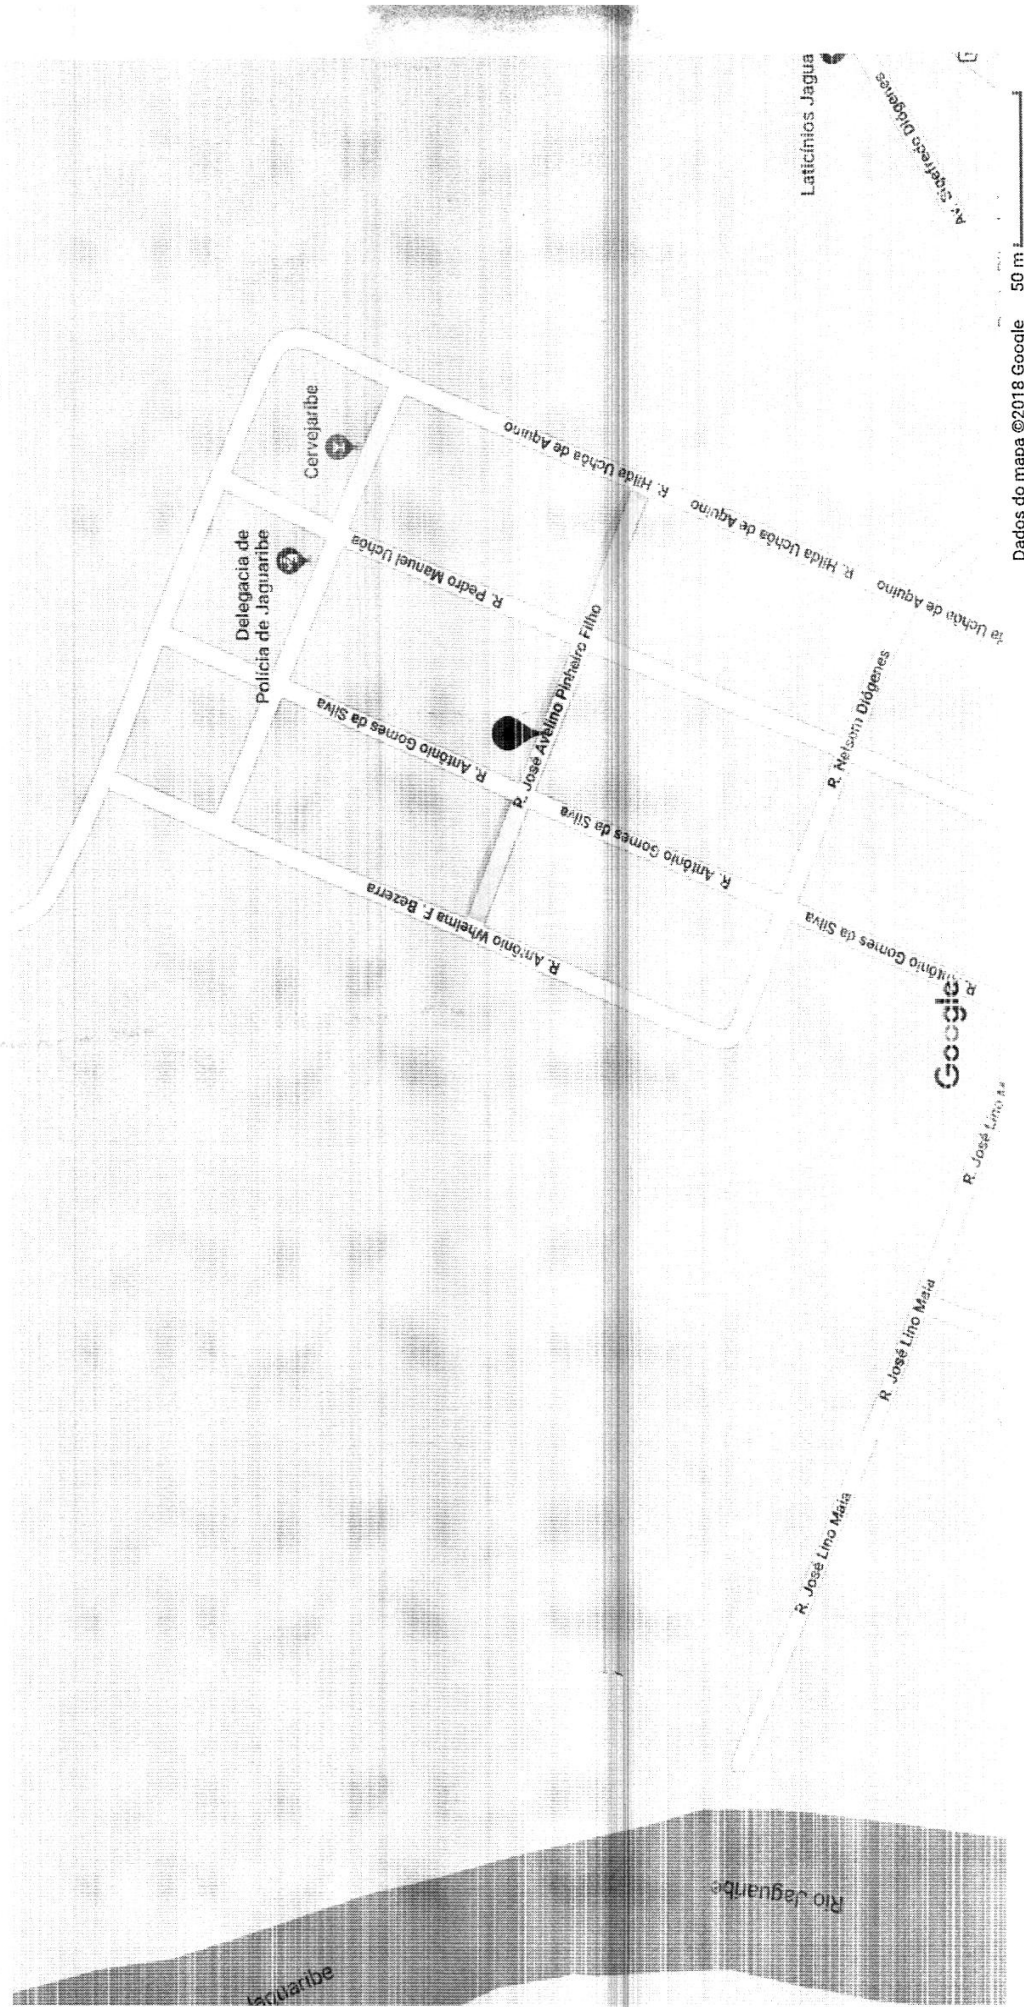 Laticínios Jagua
Av. Sigefredo Diógenes
Cervejaribe
Delegacia de
Polícia de Jaguaribe
R. Hilda Uchôa de Aquino
R. Hilda Uchôa de Aquino
da Uchôa de Aquino
R. Pedro Manuel Uchôa
R. José Avelino Pinheiro Filho
R. Antônio Gomes da Silva
R. Antônio Gomes da Silva
R. Antônio Gomes da Silva
R. Nelson Diógenes
R. Antônio Whelma F. Bezerra
Google
R. José Lino Ma
R. José Lino Maia
R. José Lino Maia
Rio Jaguaribe
Jaguaribe
Dados do mapa ©2018 Google 50 m